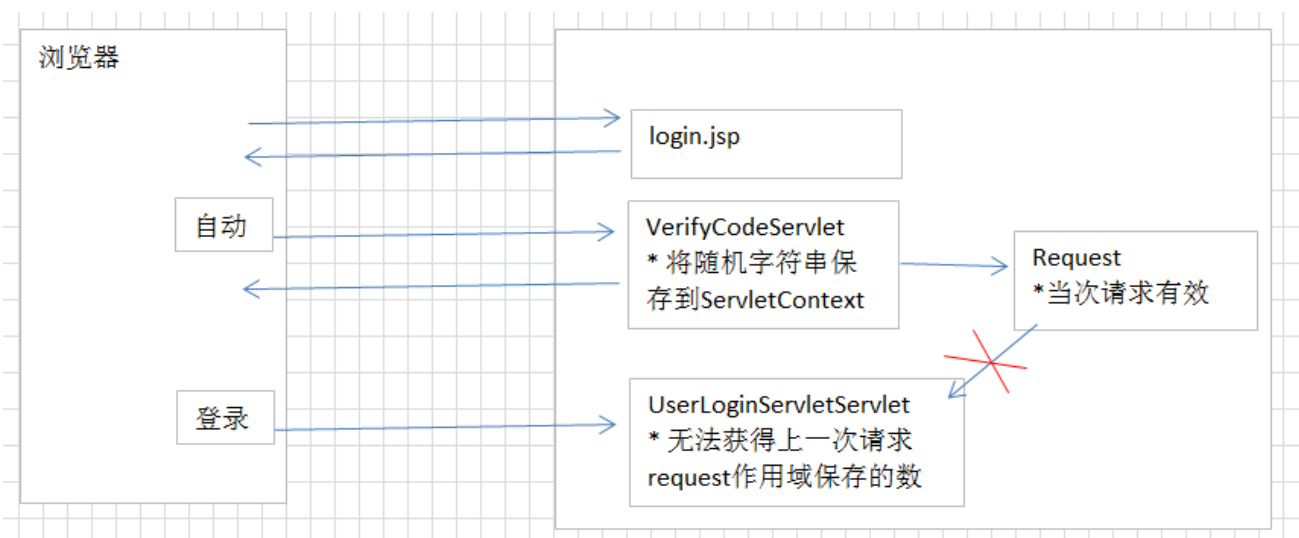 浏览器
login.jsp
自动
VerifyCodeServlet
* 将随机字符串保
存到ServletContext
Request
*当次请求有效
登录
UserLoginServletServlet
* 无法获得上一次请求
request作用域保存的数